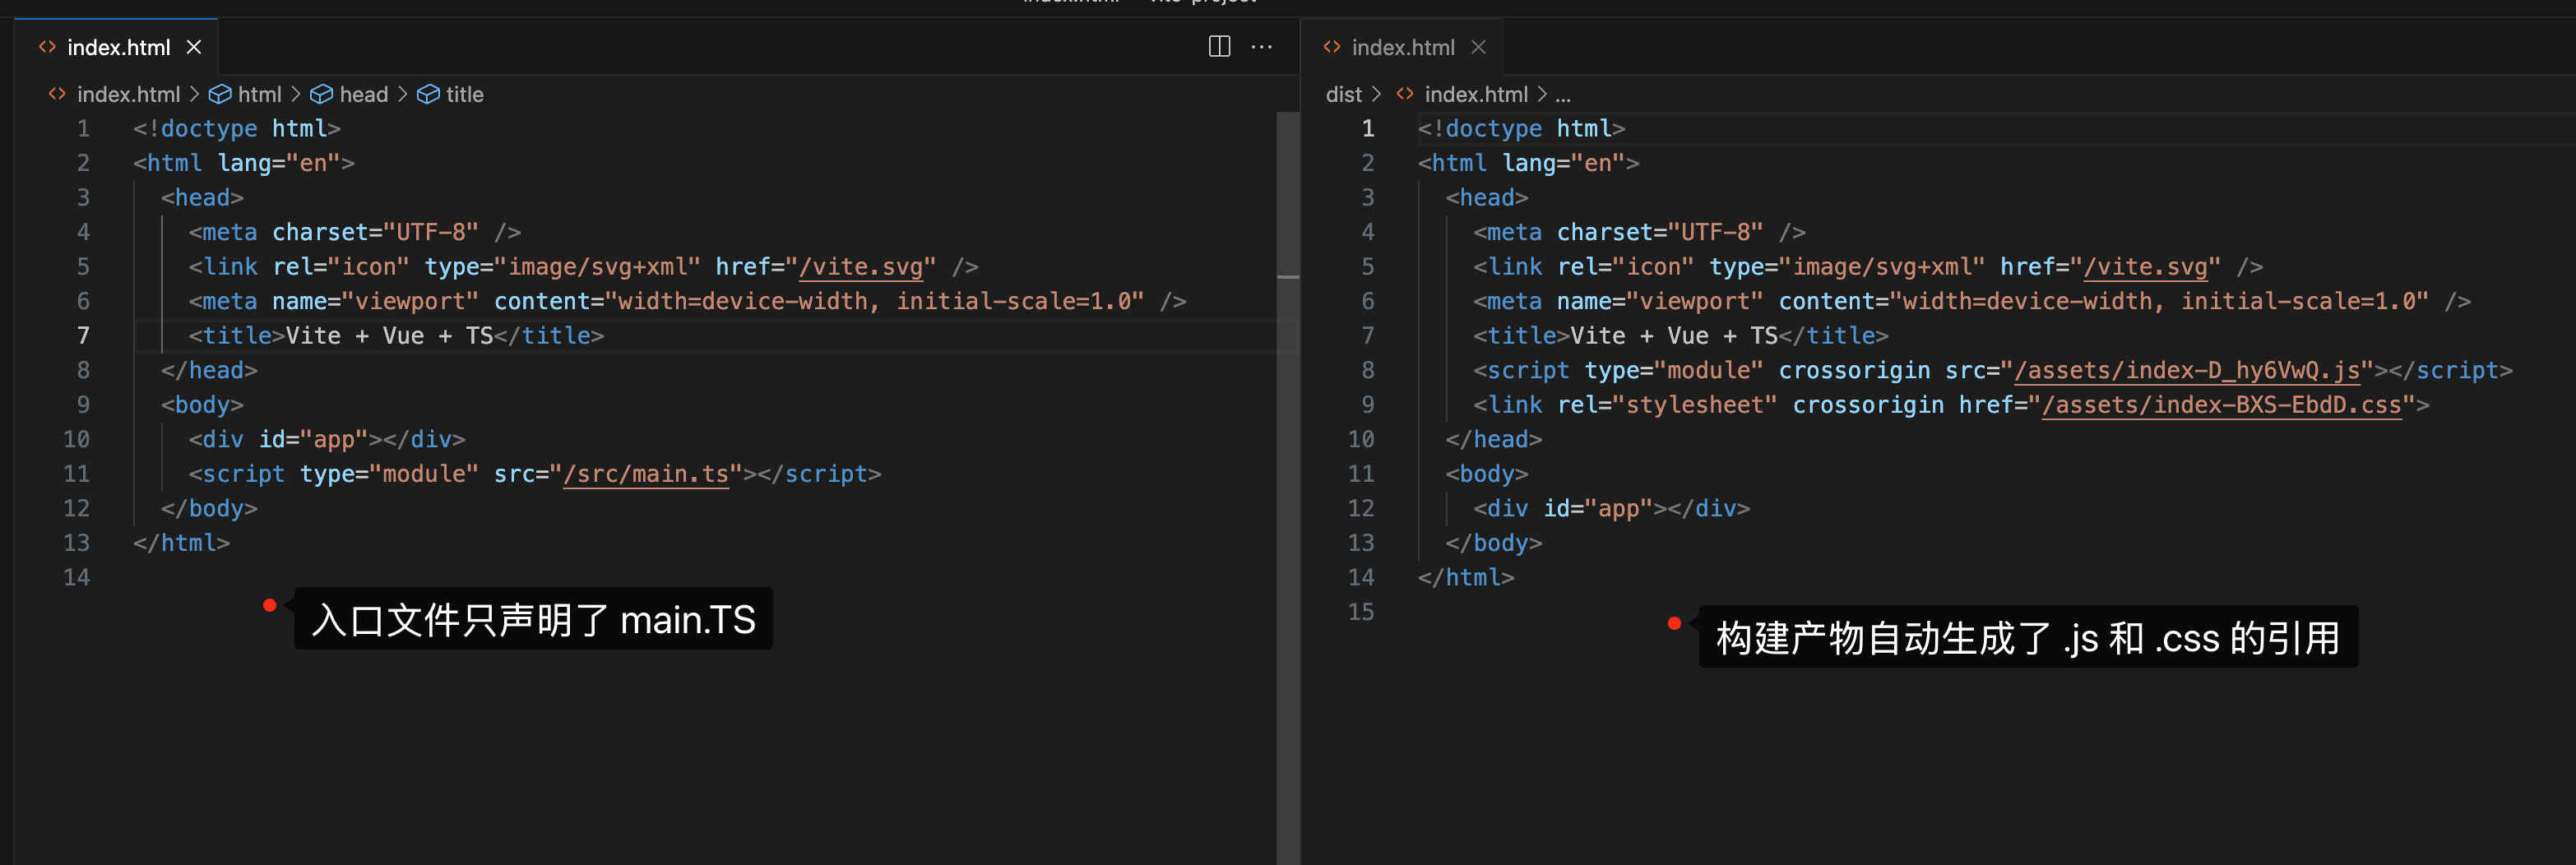 index.html
index.html > html > head > title
1 <!doctype html>
2 <html lang="en">
3 <head>
4 <meta charset="UTF-8" />
5 <link rel="icon" type="image/svg+xml" href="/vite.svg" />
6 <meta name="viewport" content="width=device-width, initial-scale=1.0" />
7 <title>Vite + Vue + TS</title>
8 </head>
9 <body>
10 <div id="app"></div>
11 <script type="module" src="/src/main.ts"></script>
12 </body>
13 </html>
14
入口文件只声明了 main.TS
index.html
dist > index.html > ...
1 <!doctype html>
2 <html lang="en">
3 <head>
4 <meta charset="UTF-8" />
5 <link rel="icon" type="image/svg+xml" href="/vite.svg" />
6 <meta name="viewport" content="width=device-width, initial-scale=1.0" />
7 <title>Vite + Vue + TS</title>
8 <script type="module" crossorigin src="/assets/index-D_hy6VwQ.js"></script>
9 <link rel="stylesheet" crossorigin href="/assets/index-BXS-EbdD.css">
10 </head>
11 <body>
12 <div id="app"></div>
13 </body>
14 </html>
15
构建产物自动生成了 .js 和 .css 的引用